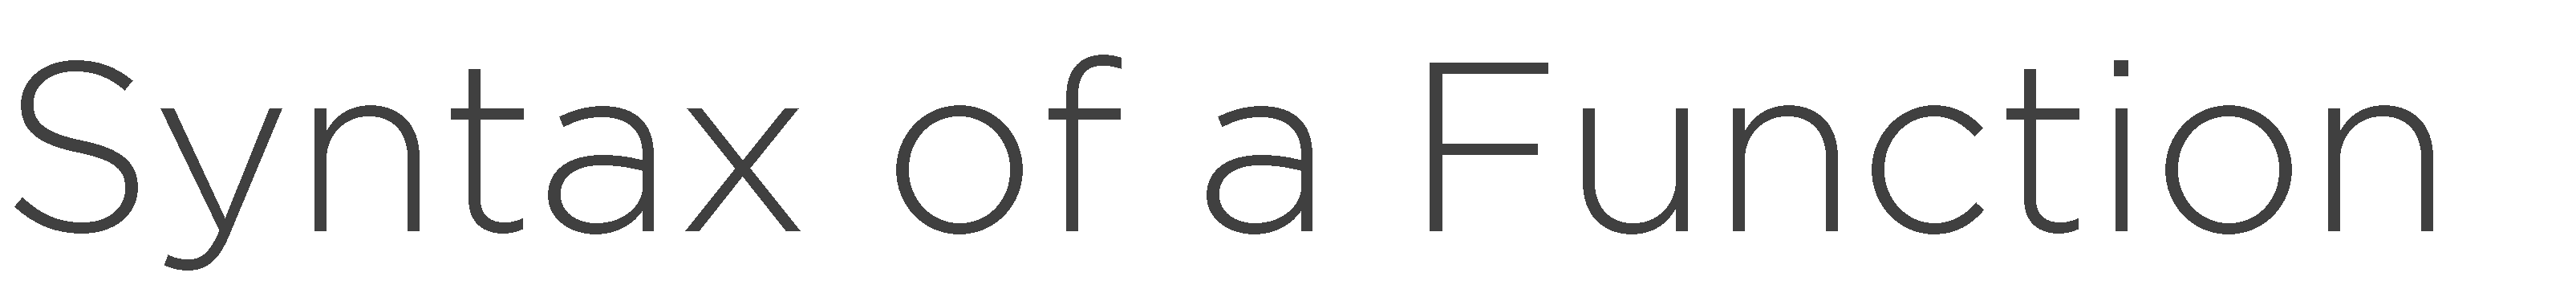 Syntax of a Function